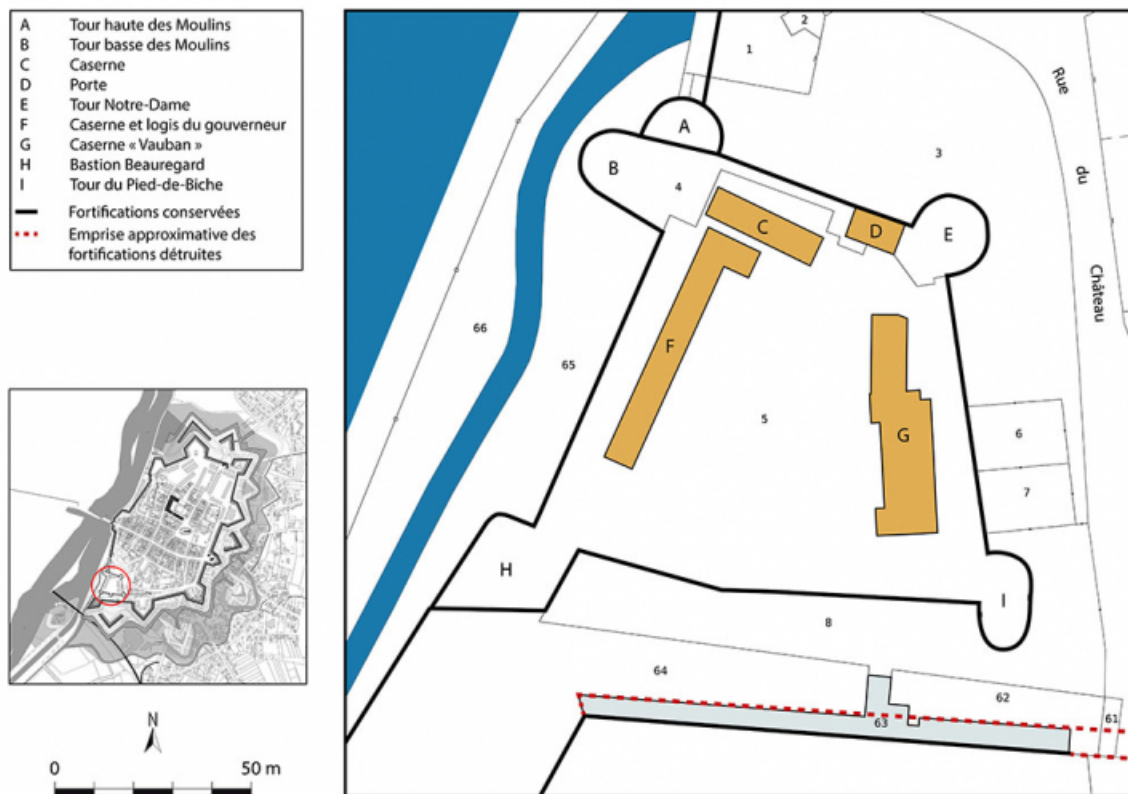 A Tour haute des Moulins
B Tour basse des Moulins
C Caserne
D Porte
E Tour Notre-Dame
F Caserne et logis du gouverneur
G Caserne « Vauban »
H Bastion Beauregard
I Tour du Pied-de-Biche
Fortifications conservées
Emprise approximative des
fortifications détruites
N
0 50 m
2
1
Rue
du
Château
A
3
B
4
C
D
E
66
65
F
5
G
6
7
H
I
8
64
62
61
63